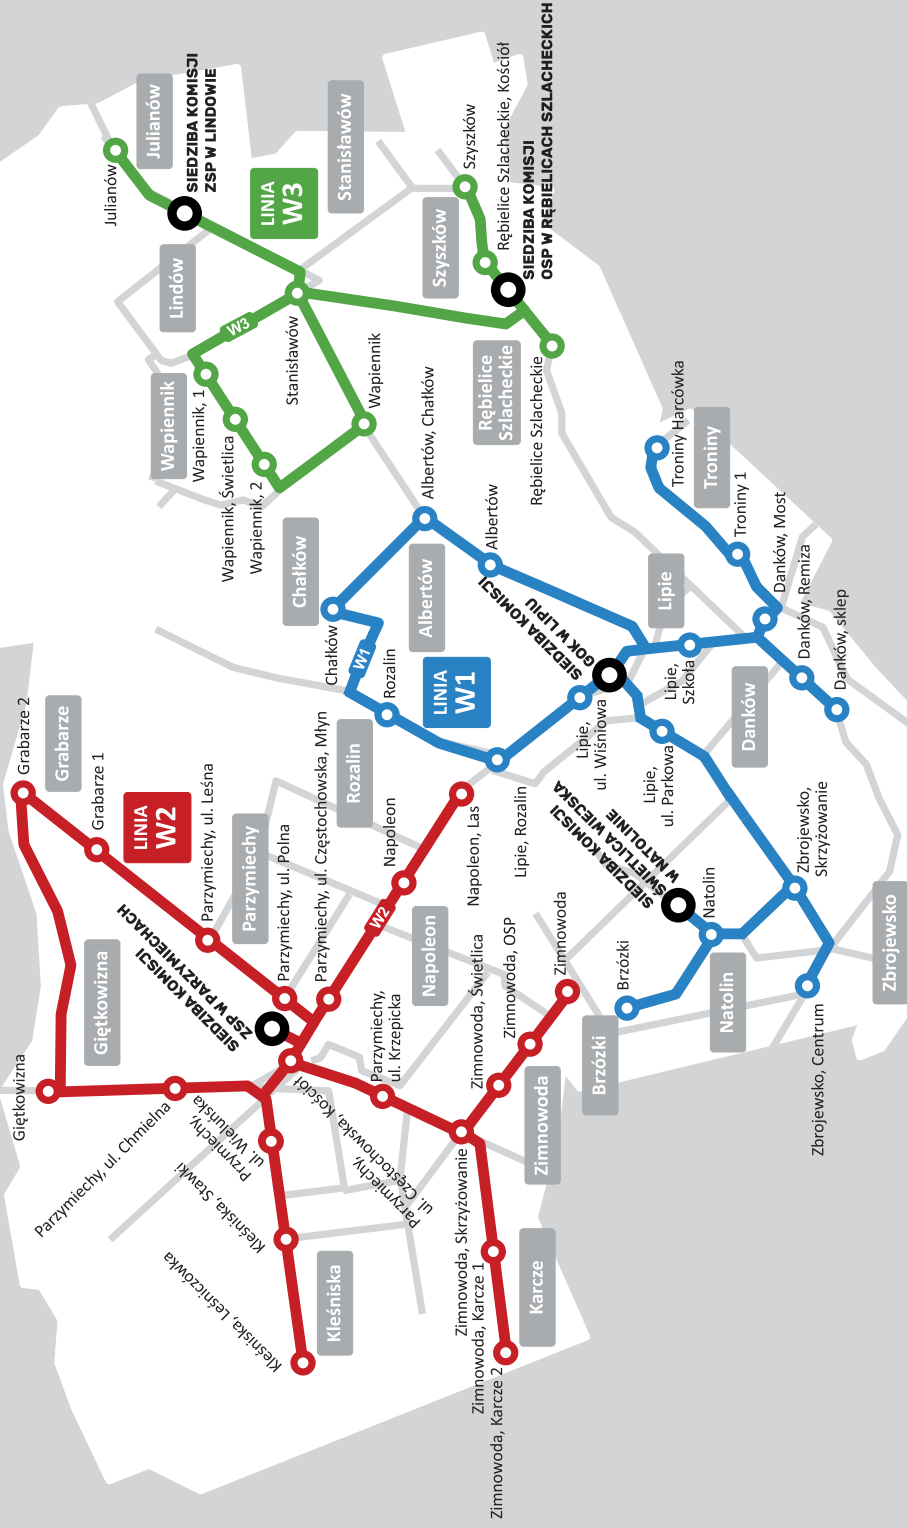 Giętkowizna
Giętkowizna
Grabarze 2
Grabarze
Grabarze 1
LINIA
W2
Parzymiechy, ul. Leśna
Parzymiechy
Parzymiechy, ul. Polna
Parzymiechy, ul. Częstochowska, Młyn
SIEDZIBA KOMISJI
ZSP W PARZYMIECHACH
Parzymiechy, ul. Chmielna
Przymiechy,
ul. Wieluńska
Kleśniska, Stawki
Kleśniska, Leśniczówka
Kleśniska
Parzymiechy,
ul. Częstochowska, Kościół
Parzymiechy,
ul. Krzepicka
Napoleon
W2
Napoleon
Napoleon, Las
Zimnowoda, Skrzyżowanie
Zimnowoda, Karcze 1
Zimnowoda, Karcze 2
Karcze
Zimnowoda, Świetlica
Zimnowoda, OSP
Zimnowoda
Zimnowoda
Rozalin
Rozalin
W1
Chałków
Chałków
LINIA
W1
Albertów
Albertów, Chałków
Albertów
SIEDZIBA KOMISJI
GOK W LIPIU
Lipie, Rozalin
Lipie,
ul. Wiśniowa
Lipie,
ul. Parkowa
Lipie,
Szkoła
Lipie
SIEDZIBA KOMISJI
ŚWIETLICA WIEJSKA
W NATOLINIE
Natolin
Natolin
Brzózki
Brzózki
Zbrojewsko,
Skrzyżowanie
Zbrojewsko, Centrum
Zbrojewsko
Danków
Danków, sklep
Danków, Remiza
Danków, Most
Troniny 1
Troniny
Troniny Harcówka
Julianów
Julianów
SIEDZIBA KOMISJI
ZSP W LINDOWIE
Lindów
LINIA
W3
Stanisławów
Stanisławów
W3
Wapiennik
Wapiennik, 1
Wapiennik, Świetlica
Wapiennik, 2
Wapiennik
Szyszków
Szyszków
Rębielice Szlacheckie, Kościół
SIEDZIBA KOMISJI
OSP W RĘBIELICACH SZLACHECKICH
Rębielice
Szlacheckie
Rębielice Szlacheckie